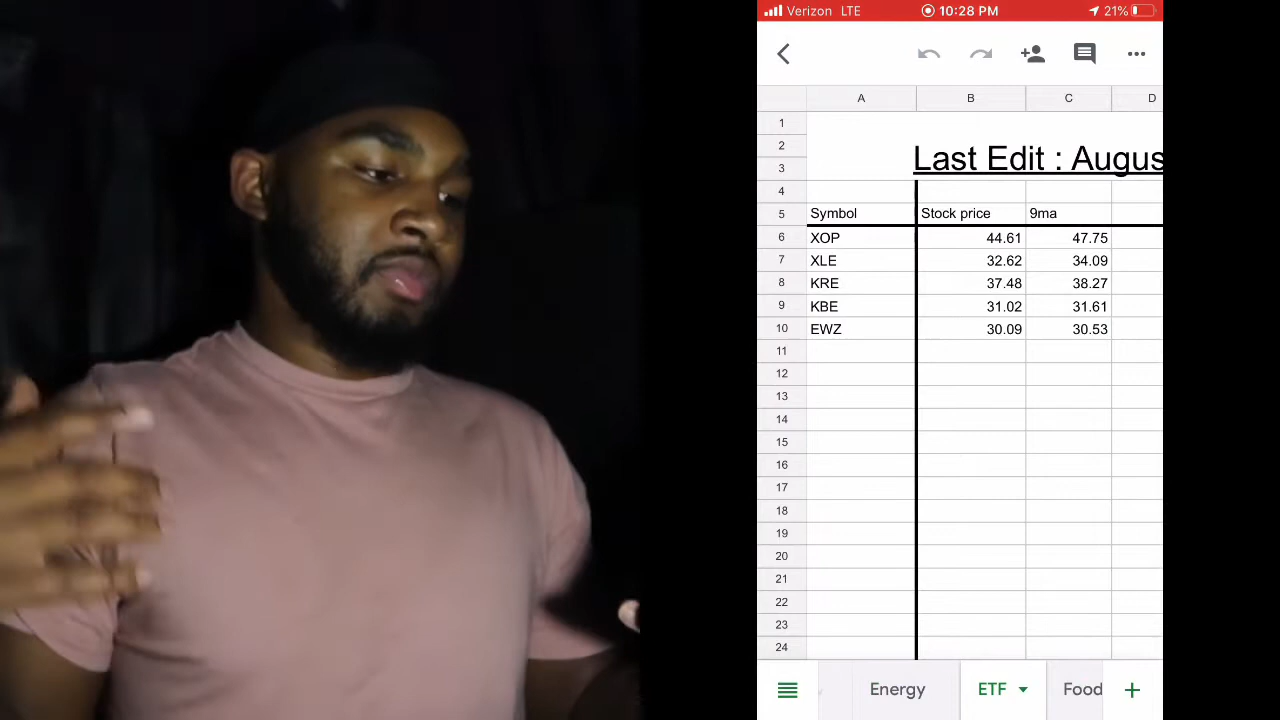 Verizon LTE 10:28 PM 21%
A B C D
1
2 Last Edit : Augus
3
4
5 Symbol Stock price 9ma
6 XOP 44.61 47.75
7 XLE 32.62 34.09
8 KRE 37.48 38.27
9 KBE 31.02 31.61
10 EWZ 30.09 30.53
11
12
13
14
15
16
17
18
19
20
21
22
23
24
Energy ETF Food